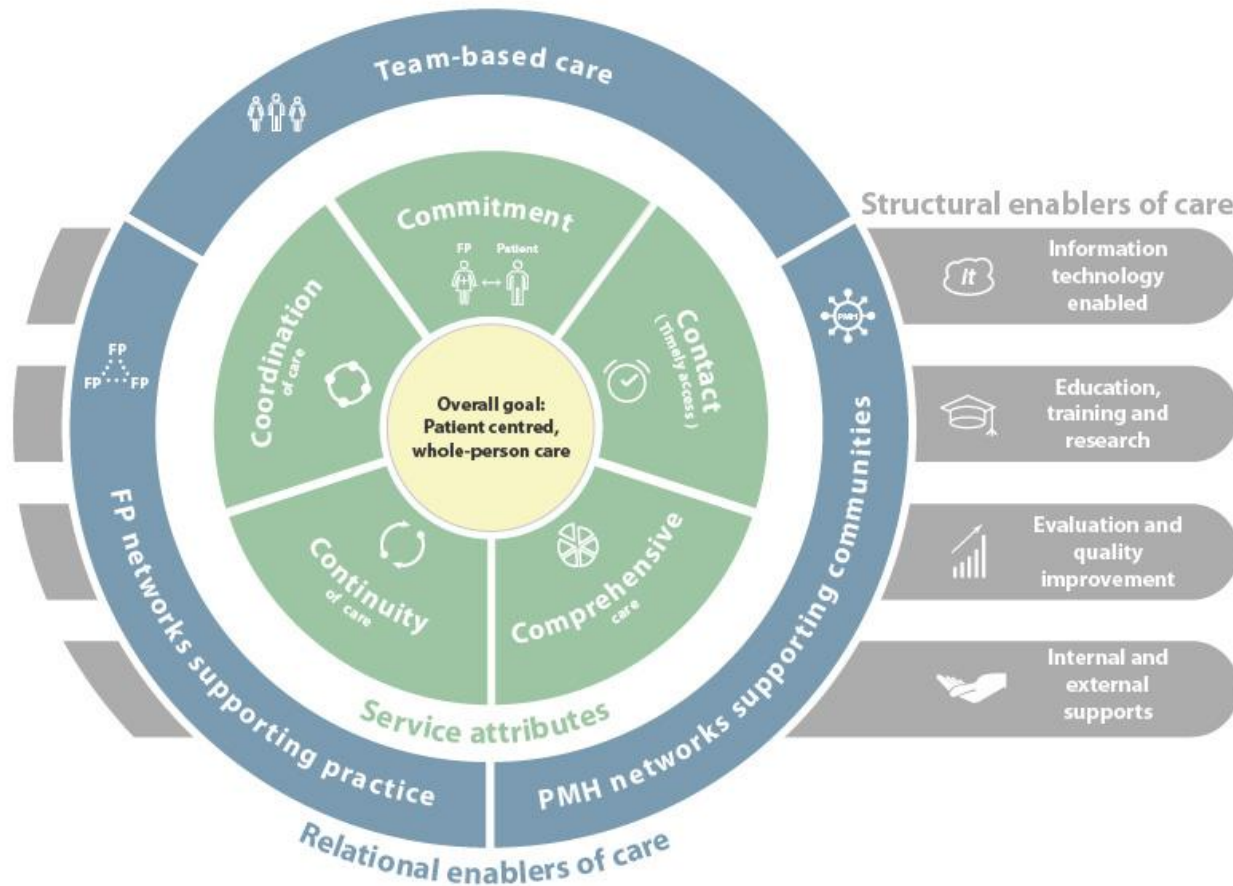 Team-based care
Structural enablers of care
It
Information
technology
enabled
Education,
training and
research
Evaluation and
quality
improvement
Internal and
external
supports
PMH
PMH networks supporting communities
FP
FP FP
FP networks supporting practice
Relational enablers of care
Commitment
FP Patient
Contact
( Timely access )
Comprehensive
care
Continuity
of care
Coordination
of care
Service attributes
Overall goal:
Patient centred,
whole-person care